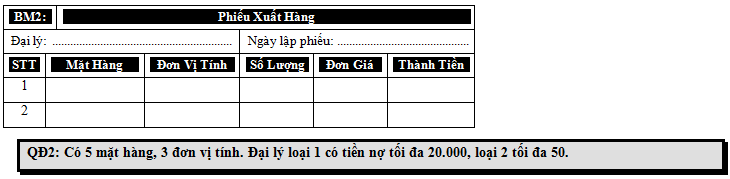 BM2: Phiếu Xuất Hàng
Đại lý: .......................................................... Ngày lập phiếu: ...........................................
STT Mặt Hàng Đơn Vị Tính Số Lượng Đơn Giá Thành Tiền
1
2
QĐ2: Có 5 mặt hàng, 3 đơn vị tính. Đại lý loại 1 có tiền nợ tối đa 20.000, loại 2 tối đa 50.